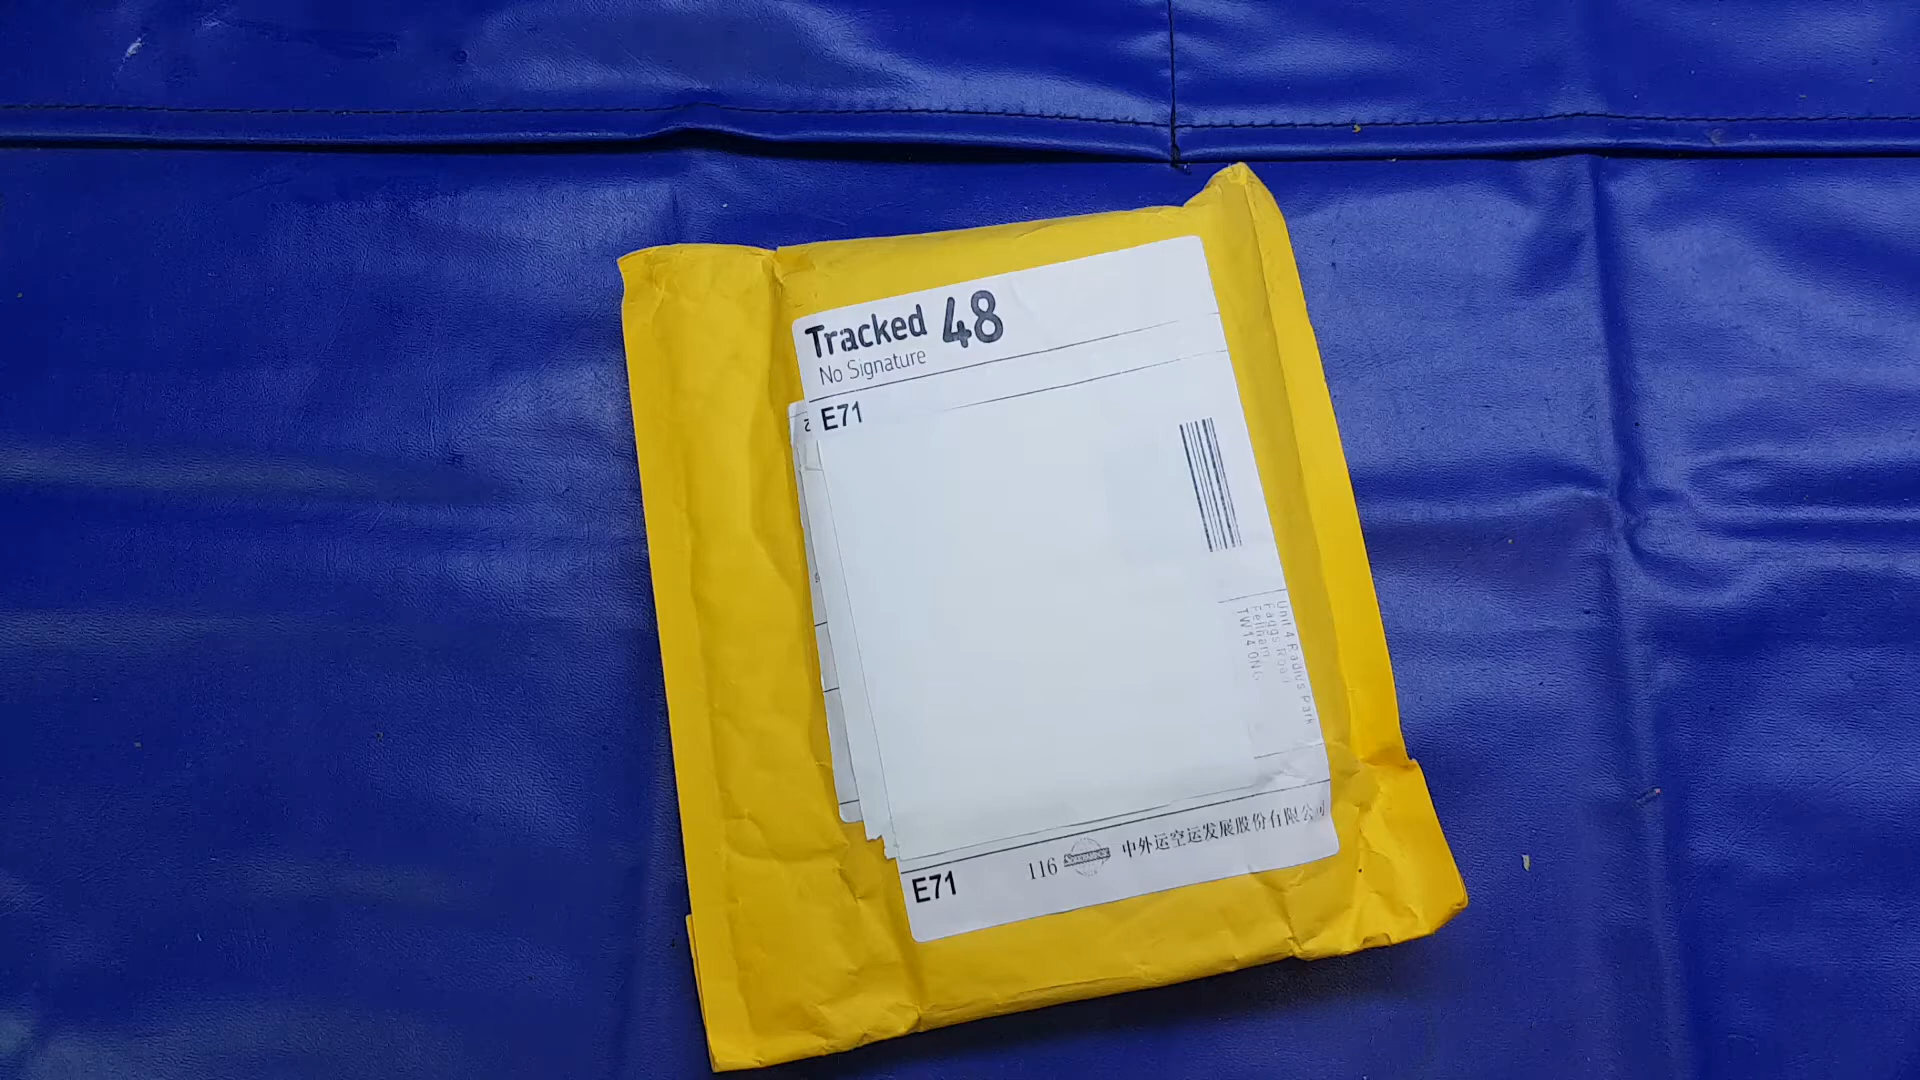 Tracked 48
No Signature
E71
Unit 4 Radius Park
Faggs Road
Feltham
TW14 0NG
E71
116
中外运空运发展股份有限公司